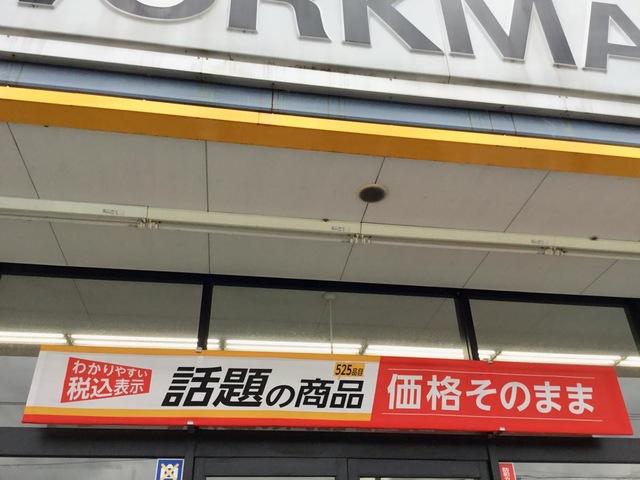 WORKMA
わかりやすい
税込表示
525品目
話題の商品
価格そのまま